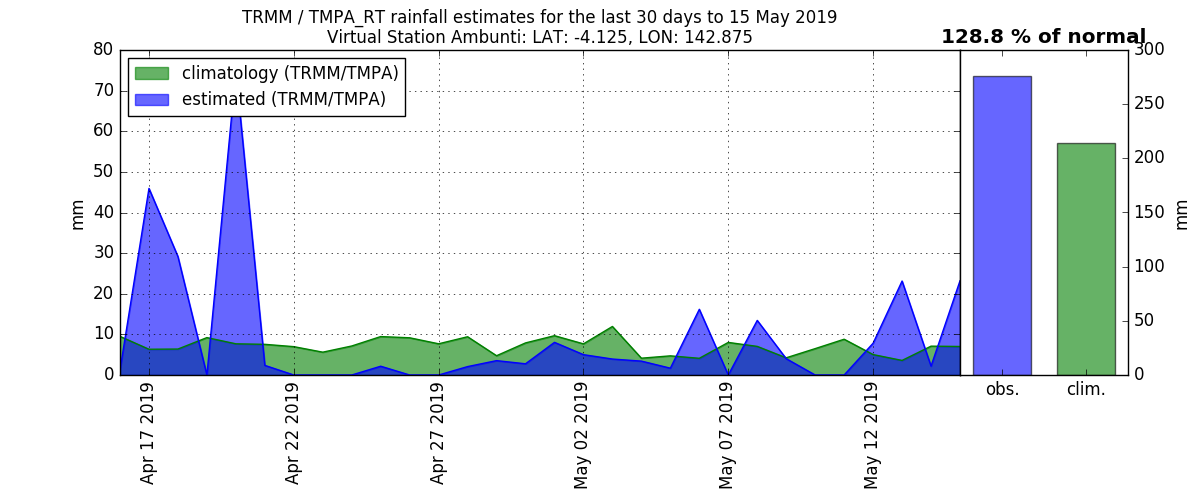 TRMM / TMPA_RT rainfall estimates for the last 30 days to 15 May 2019
Virtual Station Ambunti: LAT: -4.125, LON: 142.875
128.8 % of normal
climatology (TRMM/TMPA)
estimated (TRMM/TMPA)
80
70
60
50
40
30
20
10
0
mm
Apr 17 2019
Apr 22 2019
Apr 27 2019
May 02 2019
May 07 2019
May 12 2019
300
250
200
150
100
50
0
mm
obs.
clim.